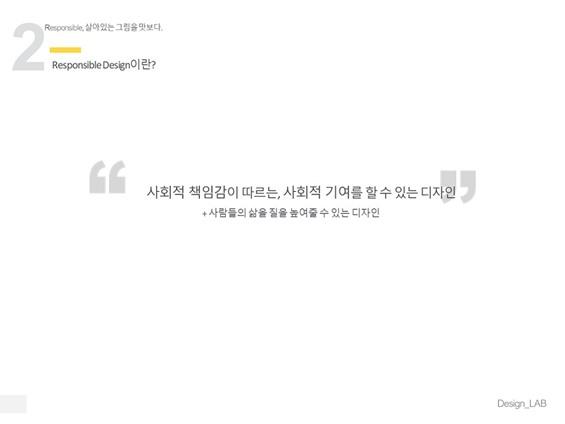 2
Responsible, 살아있는 그림을 맛보다.
Responsible Design이란?
“ 사회적 책임감이 따르는, 사회적 기여를 할 수 있는 디자인 ”
+ 사람들의 삶을 질을 높여줄 수 있는 디자인
Design_LAB